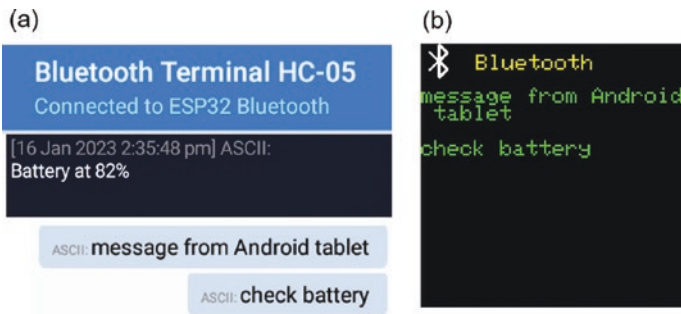 (a)
Bluetooth Terminal HC-05
Connected to ESP32 Bluetooth
[16 Jan 2023 2:35:48 pm] ASCII:
Battery at 82%
ASCII: message from Android tablet
ASCII: check battery
(b)
Bluetooth
message from Android
tablet
check battery